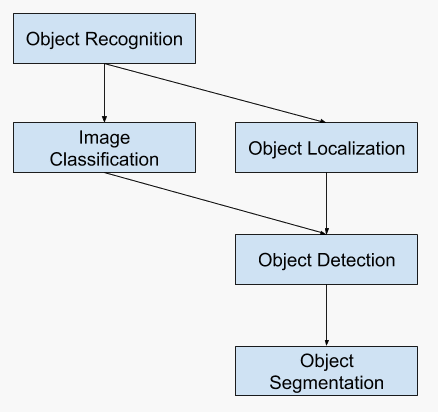 Object Recognition
Image
Classification
Object Localization
Object Detection
Object
Segmentation